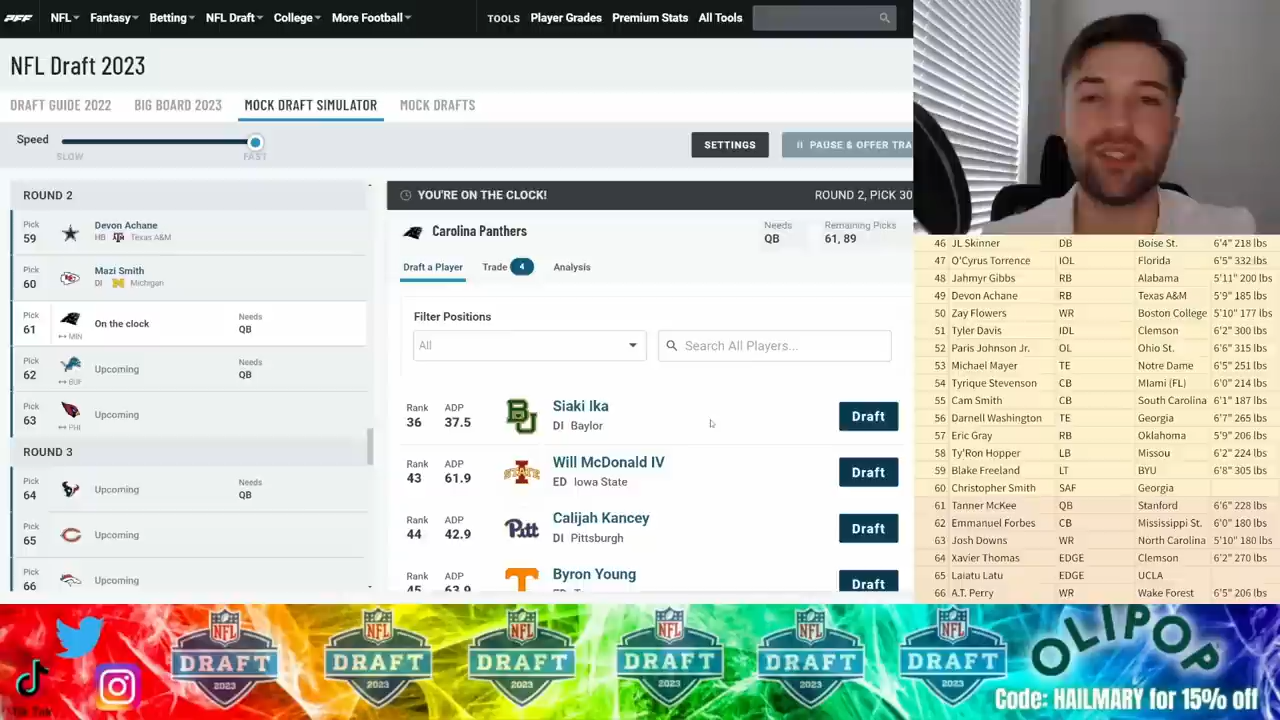 PFF
NFL
Fantasy
Betting
NFL Draft
College
More Football
TOOLS
Player Grades
Premium Stats
All Tools
NFL Draft 2023
DRAFT GUIDE 2022
BIG BOARD 2023
MOCK DRAFT SIMULATOR
MOCK DRAFTS
Speed
SLOW
FAST
SETTINGS
PAUSE & OFFER TRA
ROUND 2
Pick
59
Devon Achane
HB Texas A&M
Pick
60
Mazi Smith
DI Michigan
Pick
61
MIN
On the clock
Needs
QB
Pick
62
BUF
Upcoming
Needs
QB
Pick
63
PHI
Upcoming
ROUND 3
Pick
64
Upcoming
Needs
QB
Pick
65
Upcoming
Pick
66
Upcoming
YOU'RE ON THE CLOCK!
ROUND 2, PICK 30
Carolina Panthers
Needs
QB
Remaining Picks
61, 89
Draft a Player
Trade 4
Analysis
Filter Positions
All
Search All Players...
Rank
36
ADP
37.5
Siaki Ika
DI Baylor
Draft
Rank
43
ADP
61.9
Will McDonald IV
ED Iowa State
Draft
Rank
44
ADP
42.9
Calijah Kancey
DI Pittsburgh
Draft
Rank
45
ADP
63.9
Byron Young
Draft
46 JL Skinner DB Boise St. 6'4" 218 lbs
47 O'Cyrus Torrence IOL Florida 6'5" 332 lbs
48 Jahmyr Gibbs RB Alabama 5'11" 200 lbs
49 Devon Achane RB Texas A&M 5'9" 185 lbs
50 Zay Flowers WR Boston College 5'10" 177 lbs
51 Tyler Davis IDL Clemson 6'2" 300 lbs
52 Paris Johnson Jr. OL Ohio St. 6'6" 315 lbs
53 Michael Mayer TE Notre Dame 6'5" 251 lbs
54 Tyrique Stevenson CB MIami (FL) 6'0" 214 lbs
55 Cam Smith CB South Carolina 6'1" 187 lbs
56 Darnell Washington TE Georgia 6'7" 265 lbs
57 Eric Gray RB Oklahoma 5'9" 206 lbs
58 Ty'Ron Hopper LB Missou 6'2" 224 lbs
59 Blake Freeland LT BYU 6'8" 305 lbs
60 Christopher Smith SAF Georgia
61 Tanner McKee QB Stanford 6'6" 228 lbs
62 Emmanuel Forbes CB Mississippi St. 6'0" 180 lbs
63 Josh Downs WR North Carolina 5'10" 180 lbs
64 Xavier Thomas EDGE Clemson 6'2" 270 lbs
65 Laiatu Latu EDGE UCLA
66 A.T. Perry WR Wake Forest 6'5" 206 lbs
NFL
DRAFT
2023
NFL
DRAFT
2023
NFL
DRAFT
2023
NFL
DRAFT
2023
NFL
DRAFT
2023
NFL
DRAFT
2023
Tik Tok
OLIPOP
Code: HAILMARY for 15% off